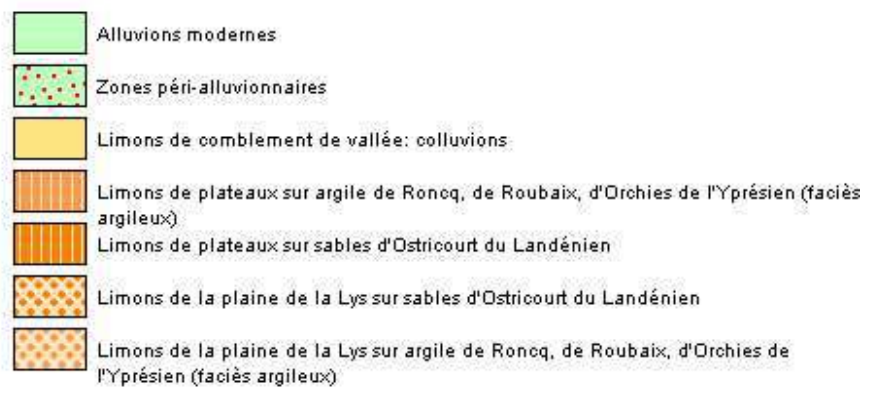 Alluvions modernes
Zones péri-alluvionnaires
Limons de comblement de vallée: colluvions
Limons de plateaux sur argile de Roncq, de Roubaix, d'Orchies de l'Yprésien (faciès
argileux)
Limons de plateaux sur sables d'Ostricourt du Landénien
Limons de la plaine de la Lys sur sables d'Ostricourt du Landénien
Limons de la plaine de la Lys sur argile de Roncq, de Roubaix, d'Orchies de
l'Yprésien (faciès argileux)